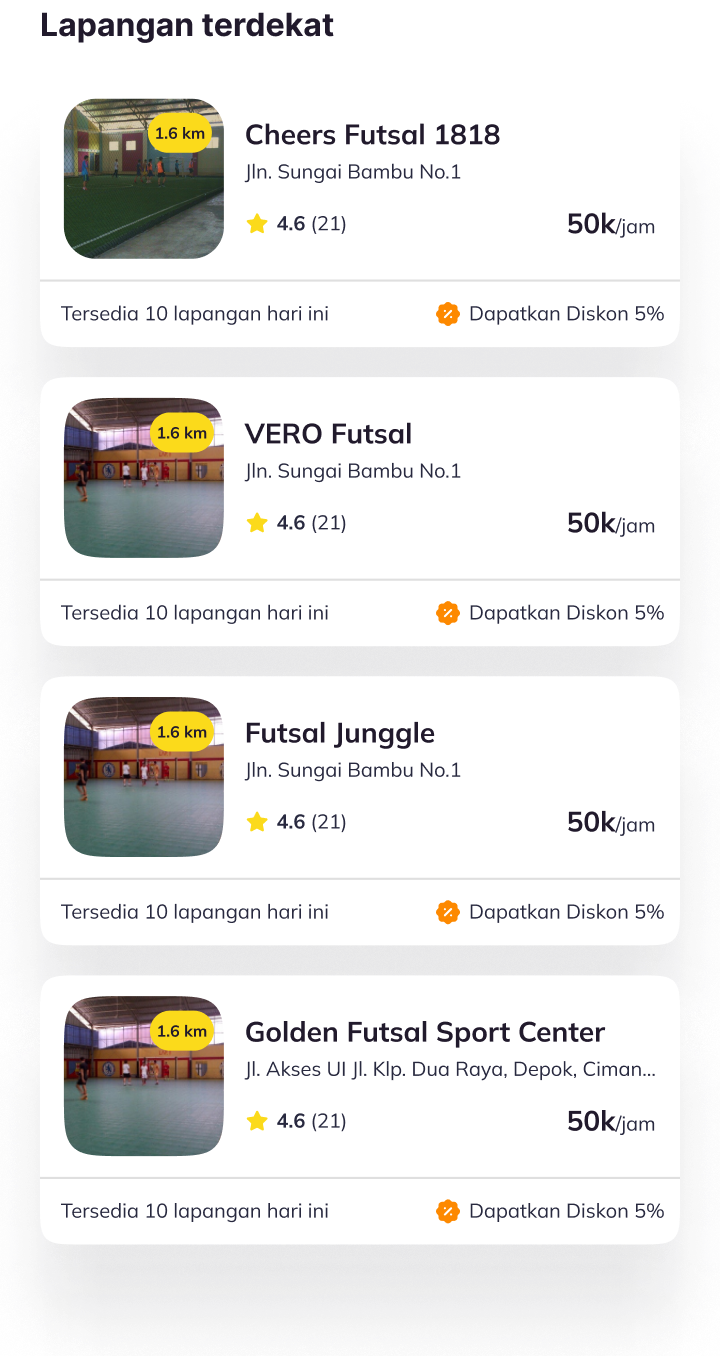 Lapangan terdekat
1.6 km
Cheers Futsal 1818
Jln. Sungai Bambu No.1
4.6 (21)
50k/jam
Tersedia 10 lapangan hari ini
Dapatkan Diskon 5%
1.6 km
VERO Futsal
Jln. Sungai Bambu No.1
4.6 (21)
50k/jam
Tersedia 10 lapangan hari ini
Dapatkan Diskon 5%
1.6 km
Futsal Junggle
Jln. Sungai Bambu No.1
4.6 (21)
50k/jam
Tersedia 10 lapangan hari ini
Dapatkan Diskon 5%
1.6 km
Golden Futsal Sport Center
Jl. Akses UI Jl. Klp. Dua Raya, Depok, Ciman...
4.6 (21)
50k/jam
Tersedia 10 lapangan hari ini
Dapatkan Diskon 5%